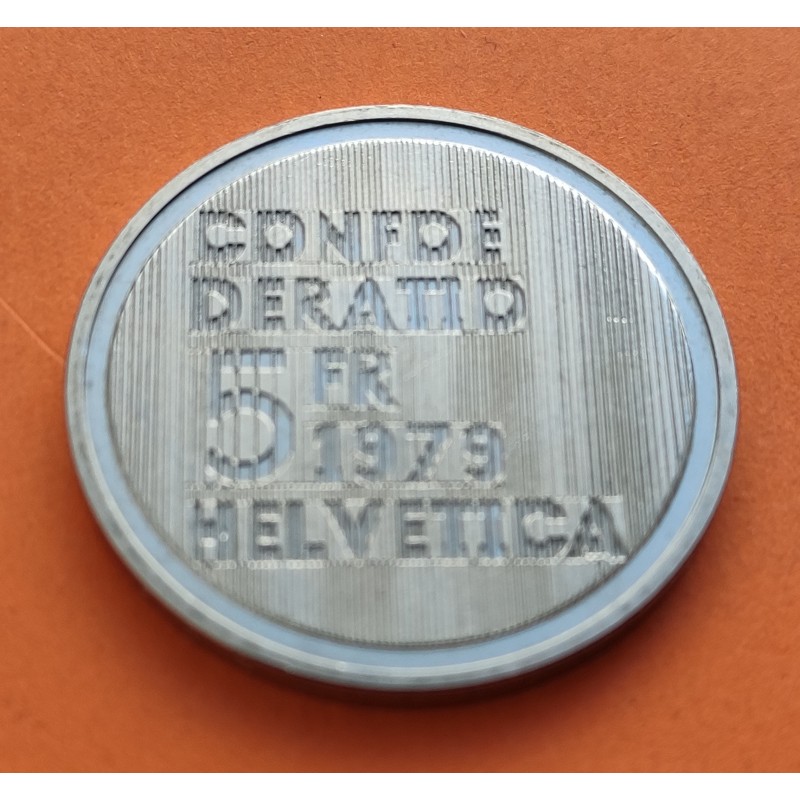 CONFOE
DERATIO
5 FR
1979
HELVETICA